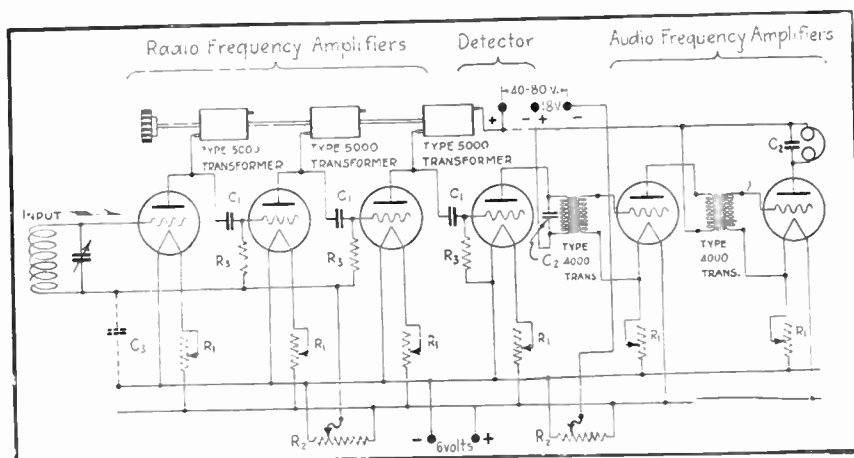 Radio Frequency Amplifiers
Detector
Audio Frequency Amplifiers
40-80 V.
+ - 18V + -
TYPE 5000
TRANSFORMER
TYPE 5000
TRANSFORMER
TYPE 5000
TRANSFORMER
C2
INPUT
C1
C1
C1
R3
R3
R3
C2
TYPE
4000
TRANS
TYPE
4000
TRANS.
C3
R1
R1
R1
R1
R1
R1
R2
- 6 volts +
R2